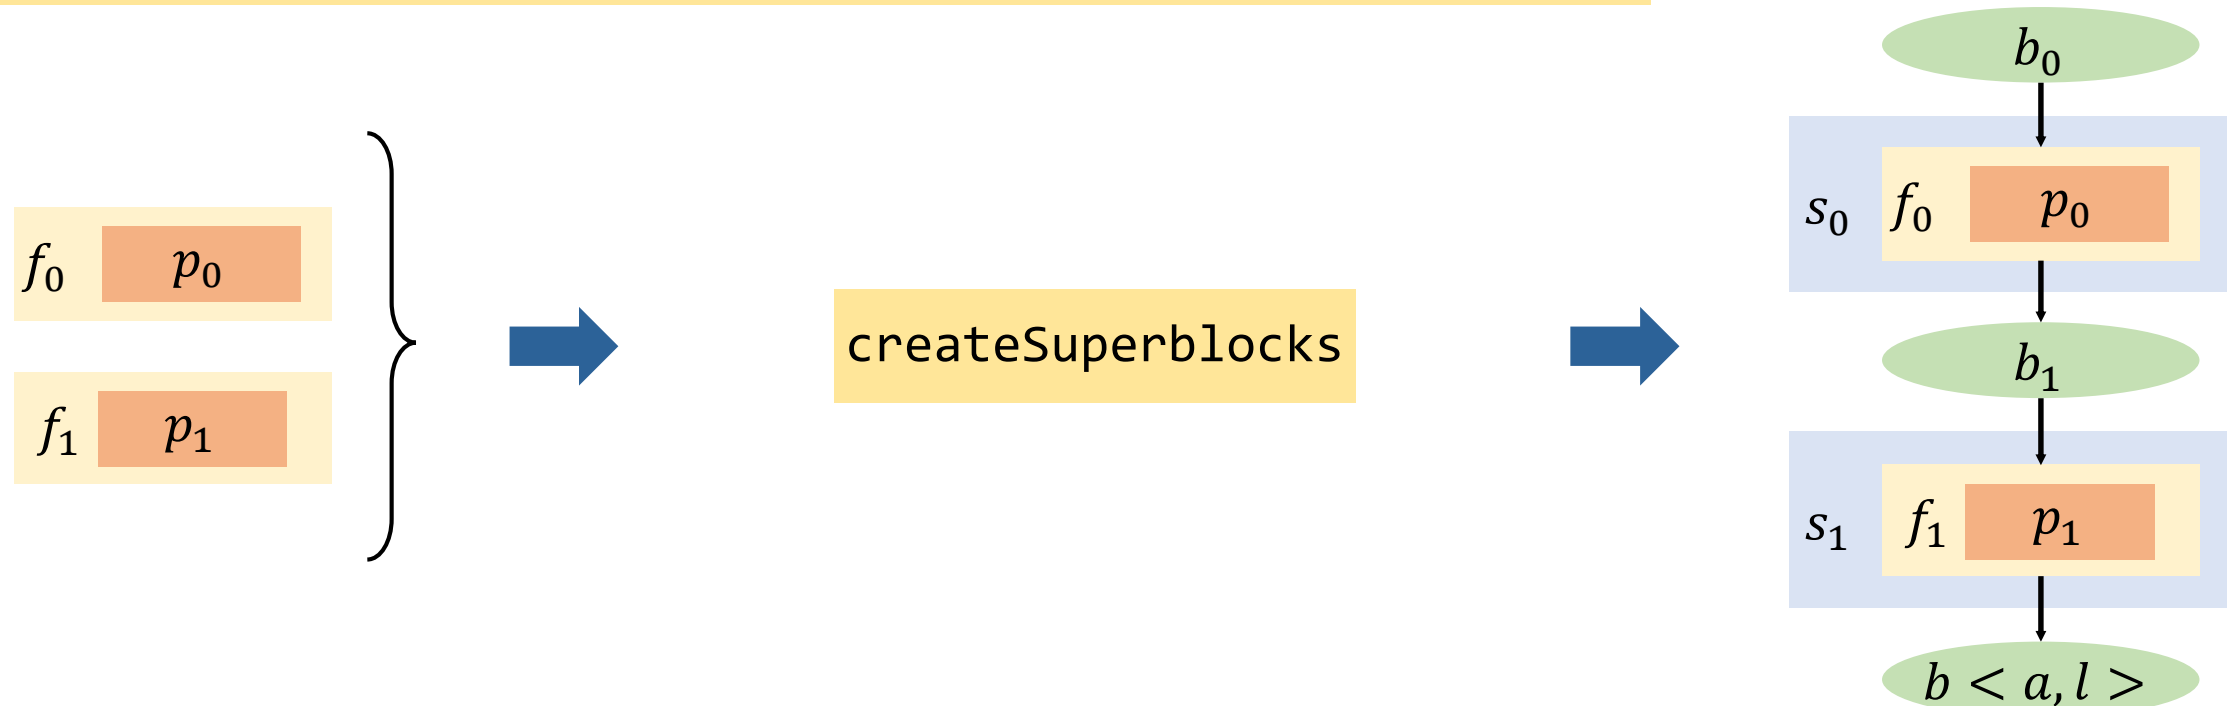 f₀ p₀
f₁ p₁
createSuperblocks
b₀
s₀ f₀ p₀
b₁
s₁ f₁ p₁
b < a, l >